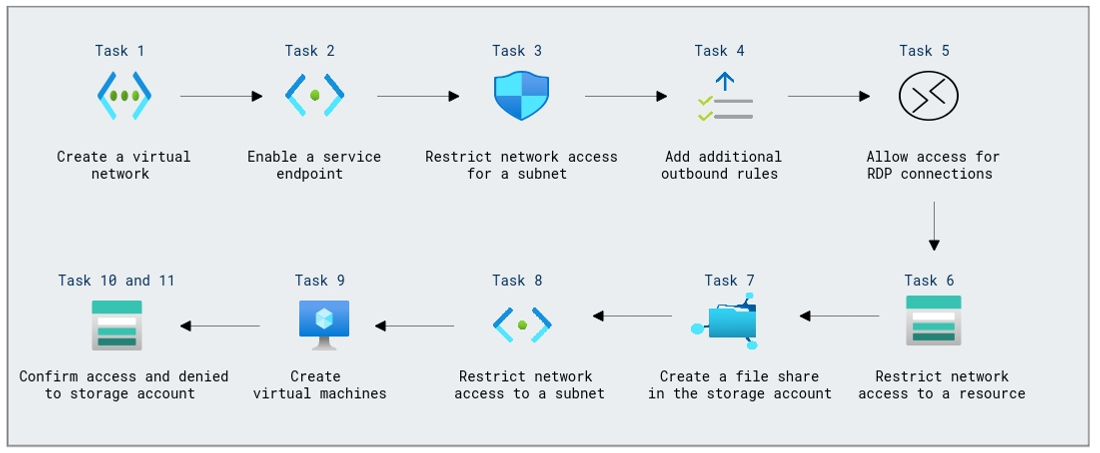 Task 1
Create a virtual
network
Task 2
Enable a service
endpoint
Task 3
Restrict network access
for a subnet
Task 4
Add additional
outbound rules
Task 5
Allow access for
RDP connections
Task 6
Restrict network
access to a resource
Task 7
Create a file share
in the storage account
Task 8
Restrict network
access to a subnet
Task 9
Create
virtual machines
Task 10 and 11
Confirm access and denied
to storage account